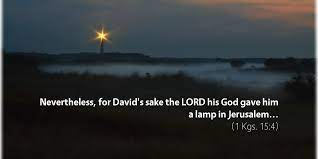 Nevertheless, for David's sake the LORD his God gave him
a lamp in Jerusalem...
(1 Kgs. 15:4)